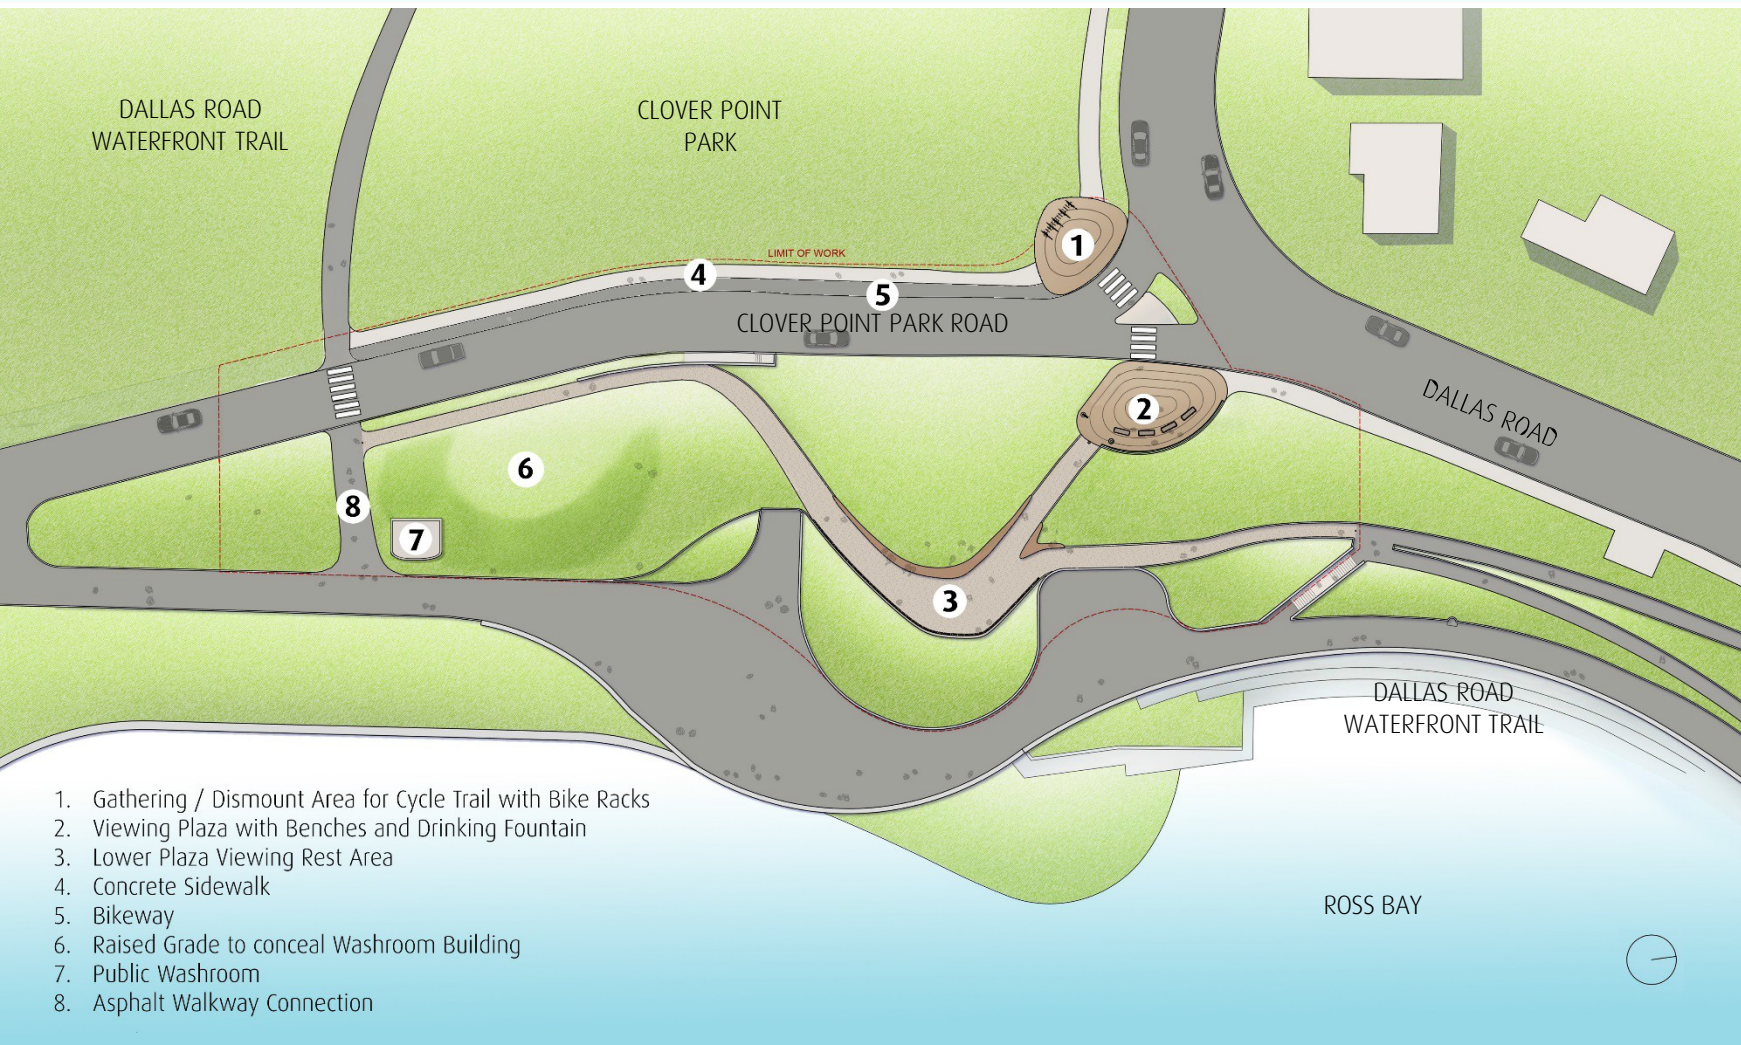 DALLAS ROAD
WATERFRONT TRAIL
CLOVER POINT
PARK
1
LIMIT OF WORK
4
5
CLOVER POINT PARK ROAD
2
DALLAS ROAD
6
8
7
3
DALLAS ROAD
WATERFRONT TRAIL
1. Gathering / Dismount Area for Cycle Trail with Bike Racks
2. Viewing Plaza with Benches and Drinking Fountain
3. Lower Plaza Viewing Rest Area
4. Concrete Sidewalk
5. Bikeway
6. Raised Grade to conceal Washroom Building
7. Public Washroom
8. Asphalt Walkway Connection
ROSS BAY